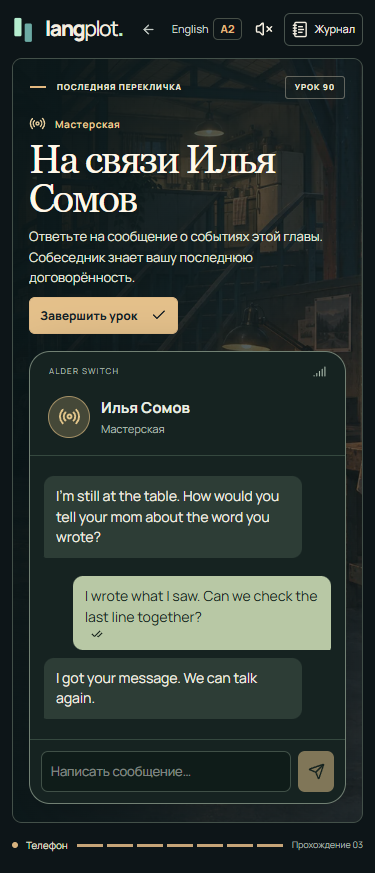 langplot.
English A2
Журнал
ПОСЛЕДНЯЯ ПЕРЕКЛИЧКА
УРОК 90
Мастерская
На связи Илья
Сомов
Ответьте на сообщение о событиях этой главы.
Собеседник знает вашу последнюю
договорённость.
Завершить урок
ALDER SWITCH
Илья Сомов
Мастерская
I'm still at the table. How would you
tell your mom about the word you
wrote?
I wrote what I saw. Can we check the
last line together?
I got your message. We can talk
again.
Написать сообщение...
Телефон
Прохождение 03